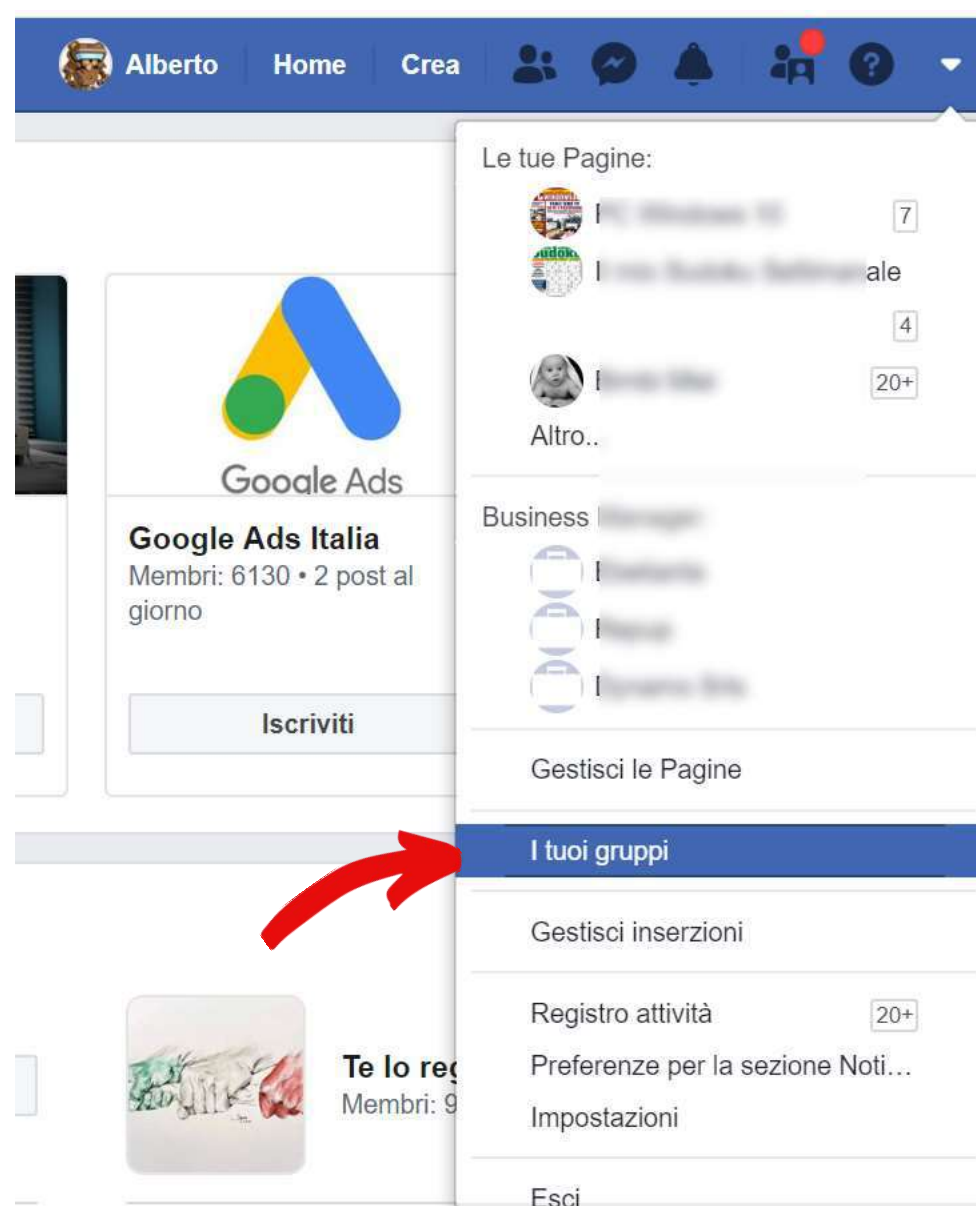 Alberto Home Crea
Le tue Pagine:
7
ale
4
20+
Altro..
Business
Gestisci le Pagine
I tuoi gruppi
Gestisci inserzioni
Registro attività 20+
Preferenze per la sezione Noti...
Impostazioni
Esci
Google Ads
Google Ads Italia
Membri: 6130 • 2 post al
giorno
Iscriviti
Te lo reg
Membri: 9